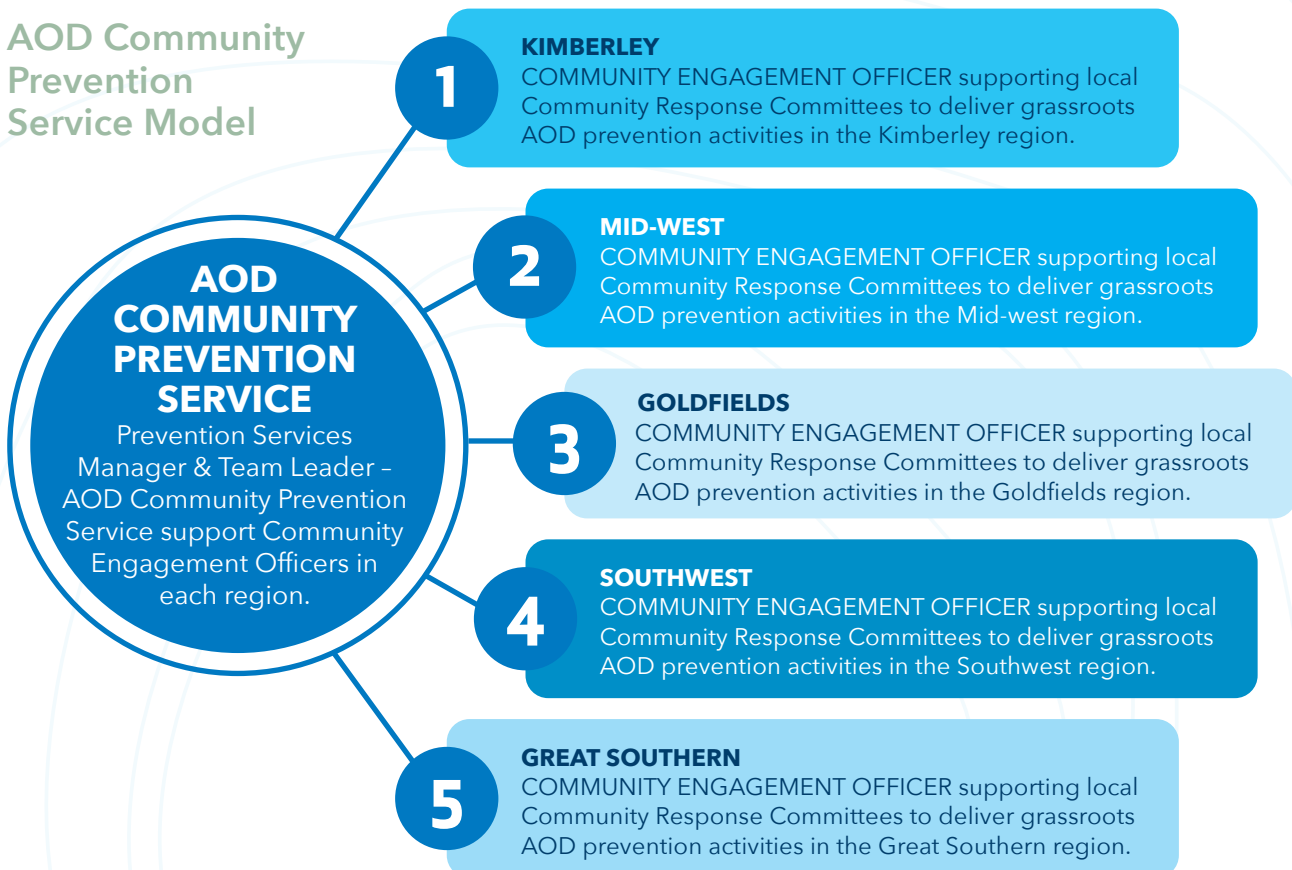 AOD Community
Prevention
Service Model
AOD
COMMUNITY
PREVENTION
SERVICE
Prevention Services
Manager & Team Leader –
AOD Community Prevention
Service support Community
Engagement Officers in
each region.
1
KIMBERLEY
COMMUNITY ENGAGEMENT OFFICER supporting local
Community Response Committees to deliver grassroots
AOD prevention activities in the Kimberley region.
2
MID-WEST
COMMUNITY ENGAGEMENT OFFICER supporting local
Community Response Committees to deliver grassroots
AOD prevention activities in the Mid-west region.
3
GOLDFIELDS
COMMUNITY ENGAGEMENT OFFICER supporting local
Community Response Committees to deliver grassroots
AOD prevention activities in the Goldfields region.
4
SOUTHWEST
COMMUNITY ENGAGEMENT OFFICER supporting local
Community Response Committees to deliver grassroots
AOD prevention activities in the Southwest region.
5
GREAT SOUTHERN
COMMUNITY ENGAGEMENT OFFICER supporting local
Community Response Committees to deliver grassroots
AOD prevention activities in the Great Southern region.